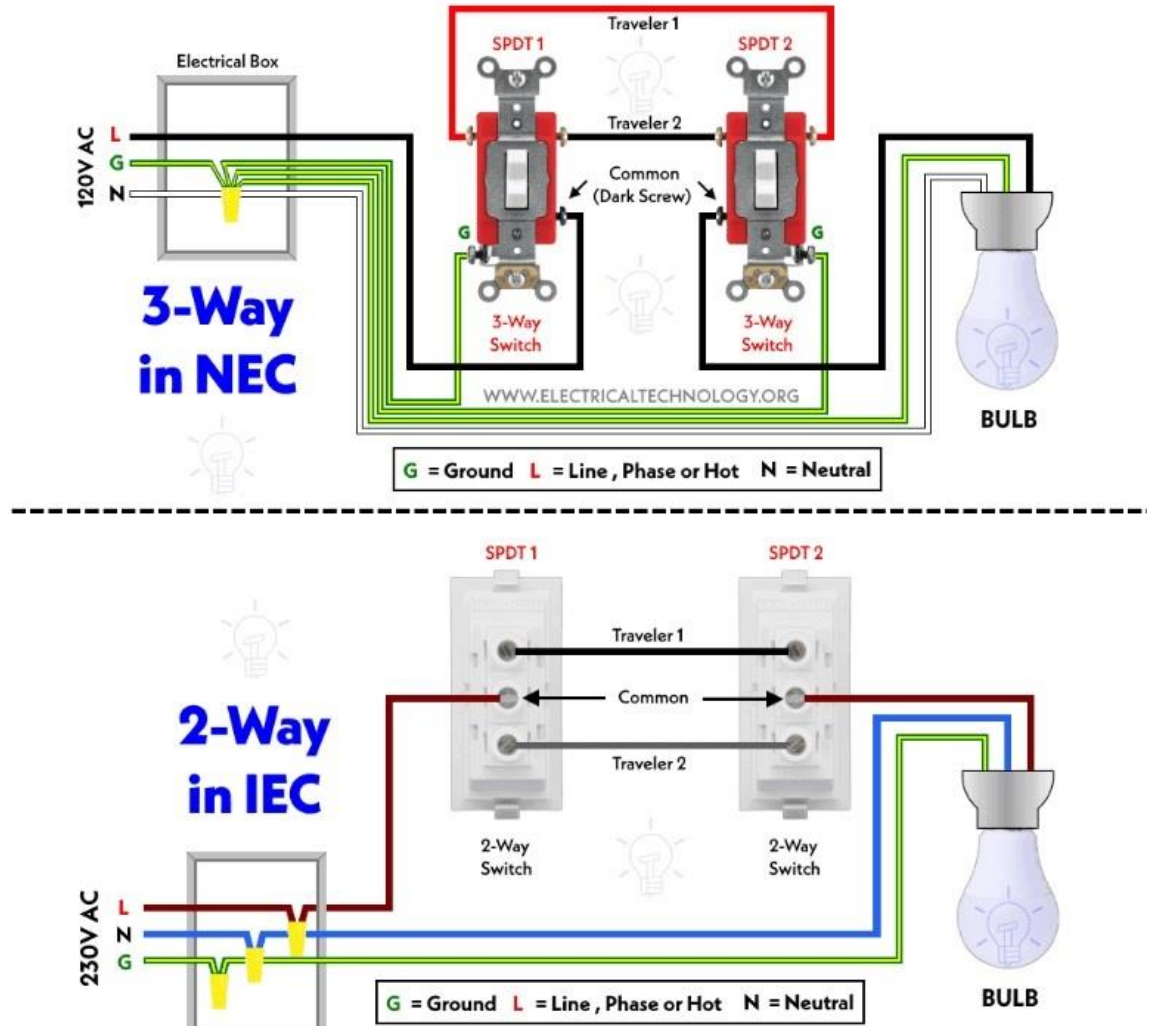 Traveler 1
SPDT 1
SPDT 2
Electrical Box
120V AC
L
G
N
Traveler 2
Common
(Dark Screw)
G
G
3-Way
in NEC
3-Way
Switch
3-Way
Switch
WWW.ELECTRICALTECHNOLOGY.ORG
BULB
G = Ground L = Line , Phase or Hot N = Neutral
SPDT 1
SPDT 2
Traveler 1
Common
Traveler 2
2-Way
in IEC
2-Way
Switch
2-Way
Switch
230V AC
L
N
G
BULB
G = Ground L = Line , Phase or Hot N = Neutral